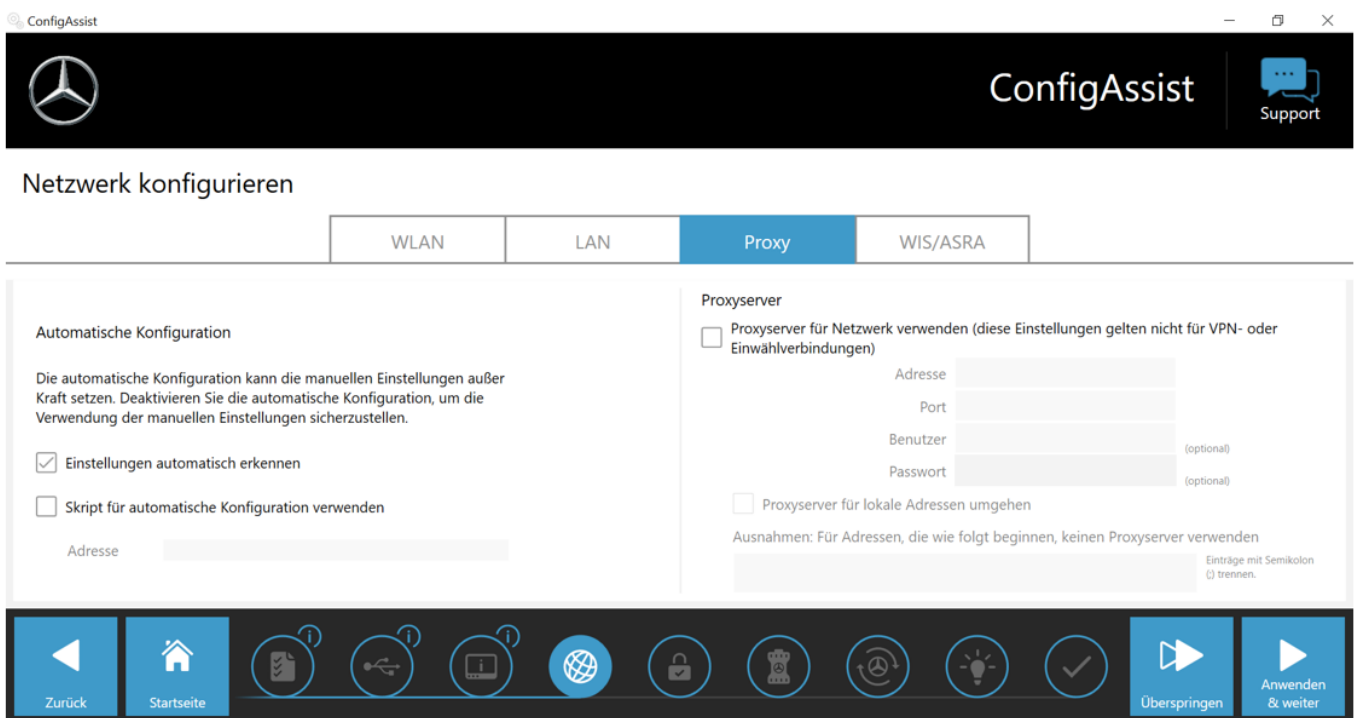 ConfigAssist
ConfigAssist
Support
Netzwerk konfigurieren
WLAN
LAN
Proxy
WIS/ASRA
Automatische Konfiguration
Die automatische Konfiguration kann die manuellen Einstellungen außer
Kraft setzen. Deaktivieren Sie die automatische Konfiguration, um die
Verwendung der manuellen Einstellungen sicherzustellen.
Einstellungen automatisch erkennen
Skript für automatische Konfiguration verwenden
Adresse
Proxyserver
Proxyserver für Netzwerk verwenden (diese Einstellungen gelten nicht für VPN- oder
Einwählverbindungen)
Adresse
Port
Benutzer
(optional)
Passwort
(optional)
Proxyserver für lokale Adressen umgehen
Ausnahmen: Für Adressen, die wie folgt beginnen, keinen Proxyserver verwenden
Einträge mit Semikolon
(;) trennen.
Zurück
Startseite
Überspringen
Anwenden
& weiter